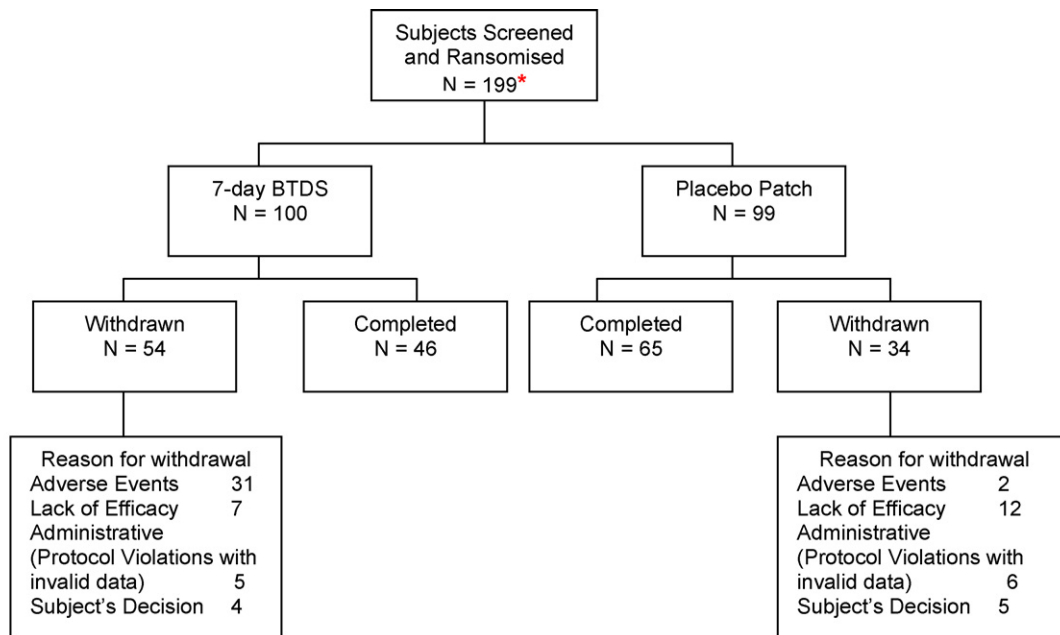 Subjects Screened
and Ransomised
N = 199*
7-day BTDS
N = 100
Placebo Patch
N = 99
Withdrawn
N = 54
Completed
N = 46
Completed
N = 65
Withdrawn
N = 34
Reason for withdrawal
Adverse Events 31
Lack of Efficacy 7
Administrative
(Protocol Violations with
invalid data) 5
Subject's Decision 4
Reason for withdrawal
Adverse Events 2
Lack of Efficacy 12
Administrative
(Protocol Violations with
invalid data) 6
Subject's Decision 5